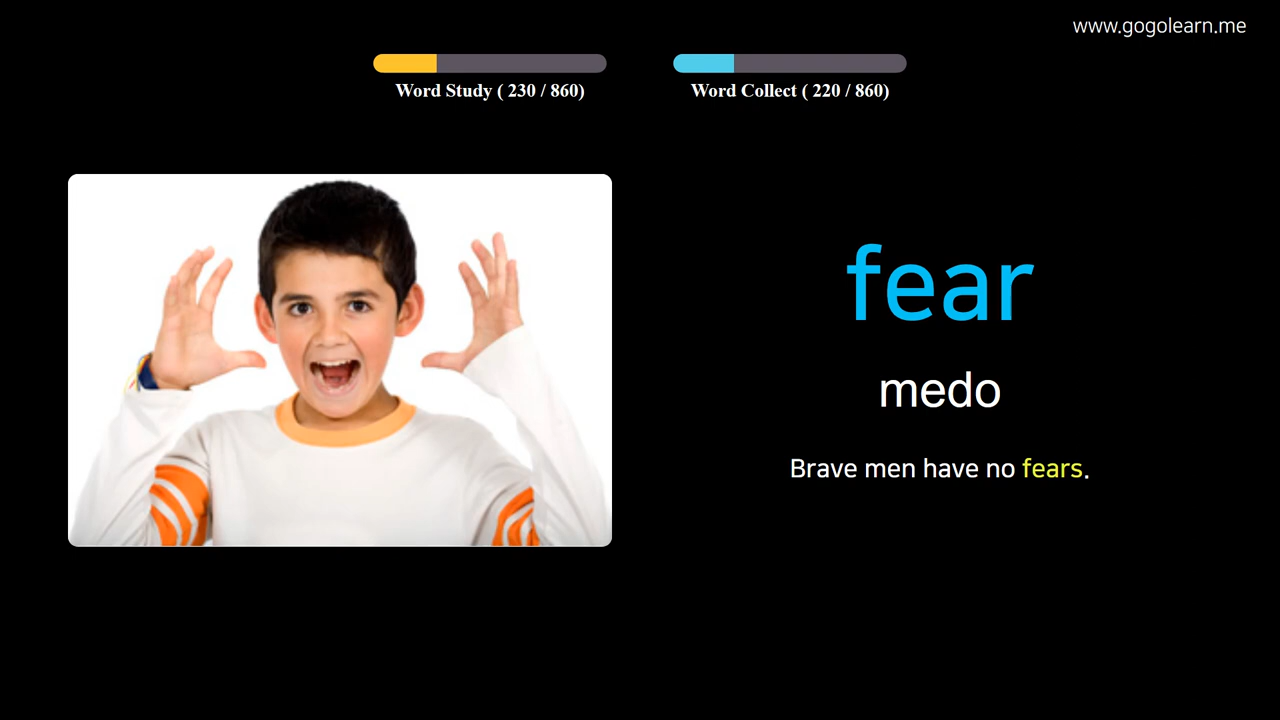 www.gogolearn.me
Word Study ( 230 / 860)
Word Collect ( 220 / 860)
fear
medo
Brave men have no fears.